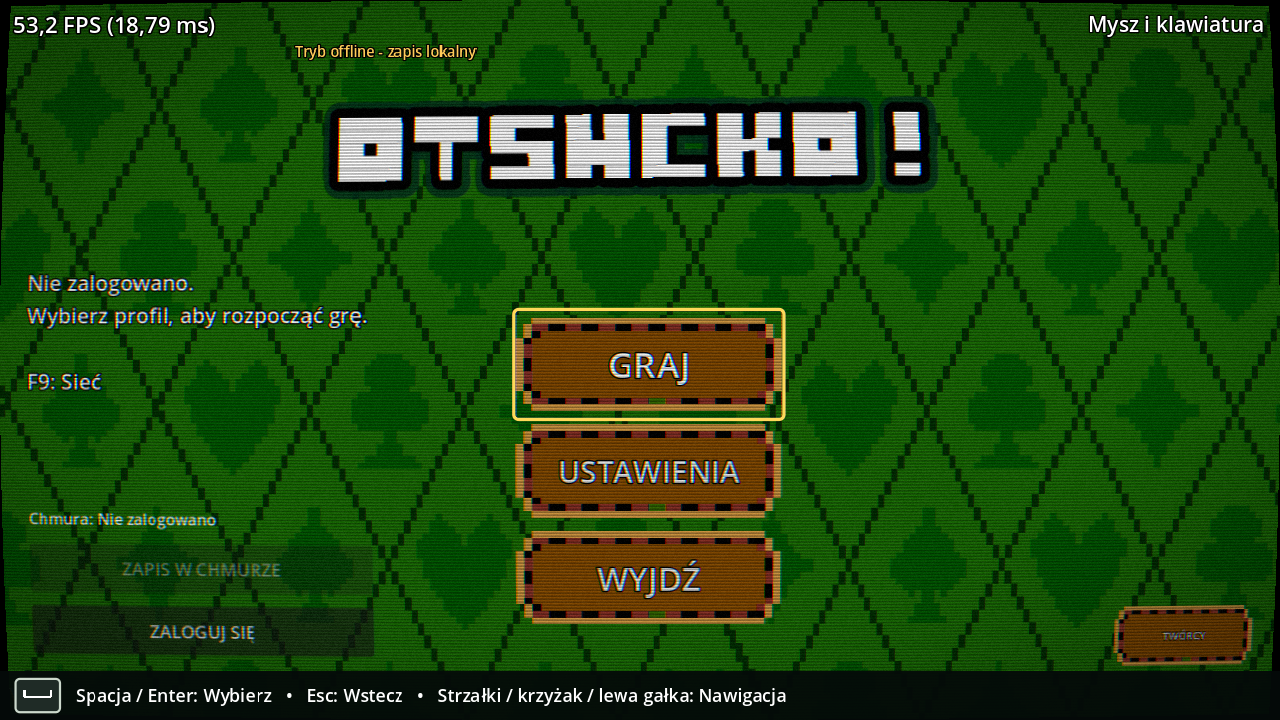 53,2 FPS (18,79 ms)
Mysz i klawiatura
Tryb offline - zapis lokalny
OTSHCKO!
Nie zalogowano.
Wybierz profil, aby rozpocząć grę.
F9: Sieć
GRAJ
USTAWIENIA
WYJDŹ
Chmura: Nie zalogowano
ZAPIS W CHMURZE
ZALOGUJ SIĘ
TWÓRCY
Spacja / Enter: Wybierz • Esc: Wstecz • Strzałki / krzyżak / lewa gałka: Nawigacja